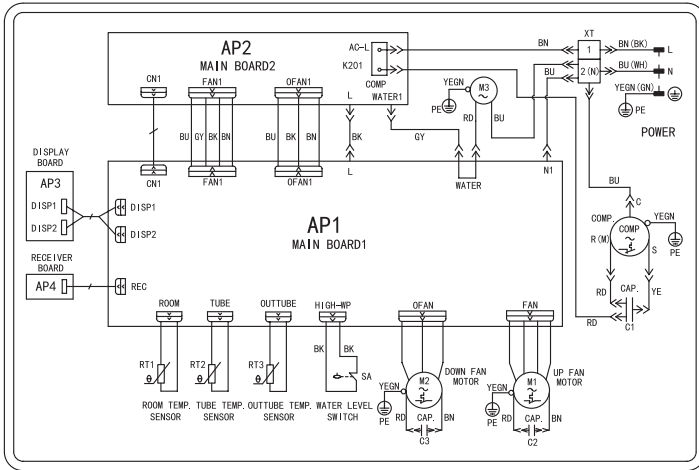 AP2
MAIN BOARD2
AC-L
K201
COMP
CN1
FAN1
OFAN1
L
WATER1
BU
GY
BK
BN
BU
BK
BN
BK
GY
CN1
FAN1
OFAN1
L
WATER
N1
AP1
MAIN BOARD1
DISPLAY
BOARD
AP3
DISP1
DISP2
DISP1
DISP2
RECEIVER
BOARD
AP4
REC
XT
1
2(N)
BN
BU
BN(BK)
L
BU(WH)
N
YEGN(GN)
PE
POWER
YEGN
PE
M3
RD
BU
BU
C
COMP.
COMP
R(M)
S
YEGN
PE
RD
YE
CAP.
C1
RD
ROOM
TUBE
OUTTUBE
HIGH-WP
OFAN
FAN
RT1
θ
RT2
θ
RT3
θ
BK
BK
SA
ROOM TEMP.
SENSOR
TUBE TEMP.
SENSOR
OUTTUBE TEMP.
SENSOR
WATER LEVEL
SWITCH
YEGN
PE
M2
DOWN FAN
MOTOR
RD
CAP.
BN
C3
YEGN
PE
M1
UP FAN
MOTOR
RD
CAP.
BN
C2